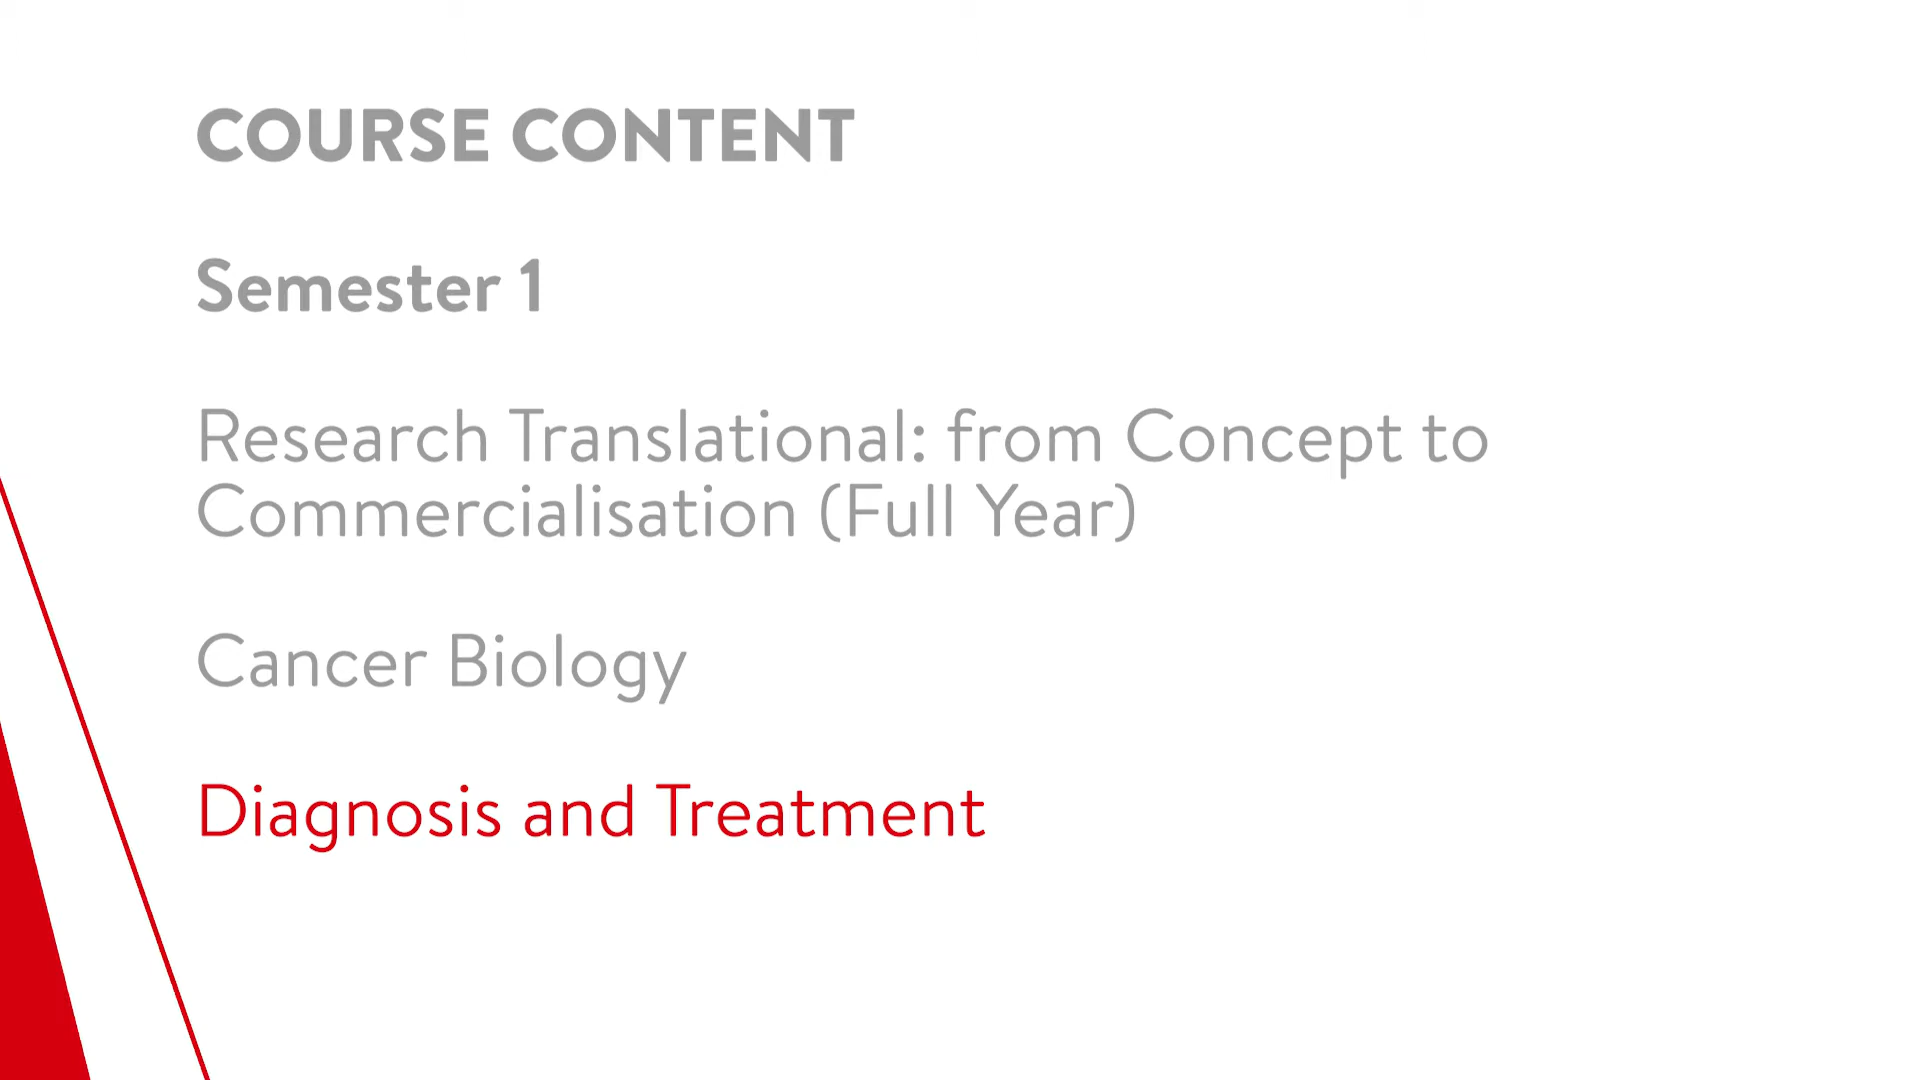 COURSE CONTENT
Semester 1
Research Translational: from Concept to
Commercialisation (Full Year)
Cancer Biology
Diagnosis and Treatment